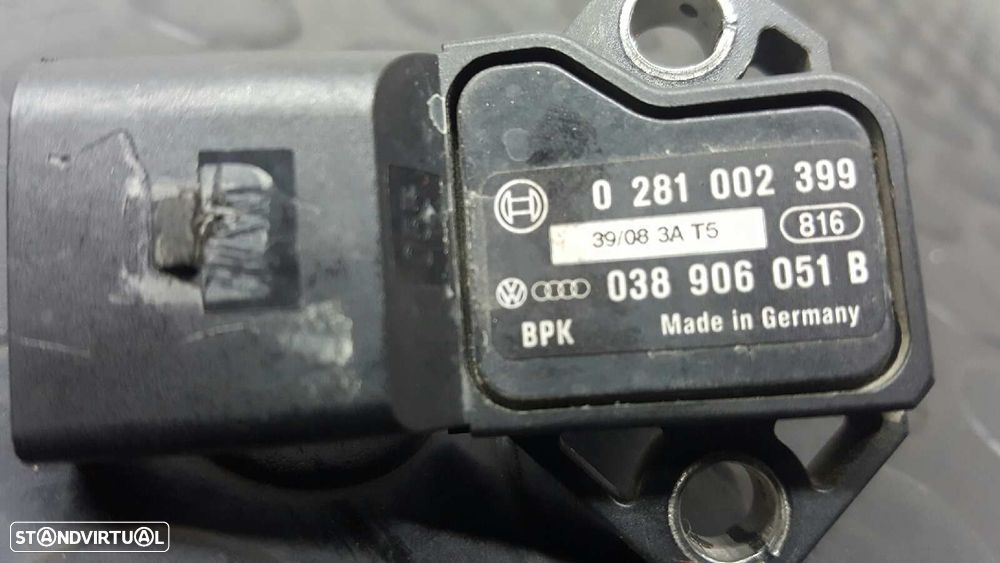 0 281 002 399
39/08 3A T5
816
038 906 051 B
BPK Made in Germany
STANDVIRTUAL